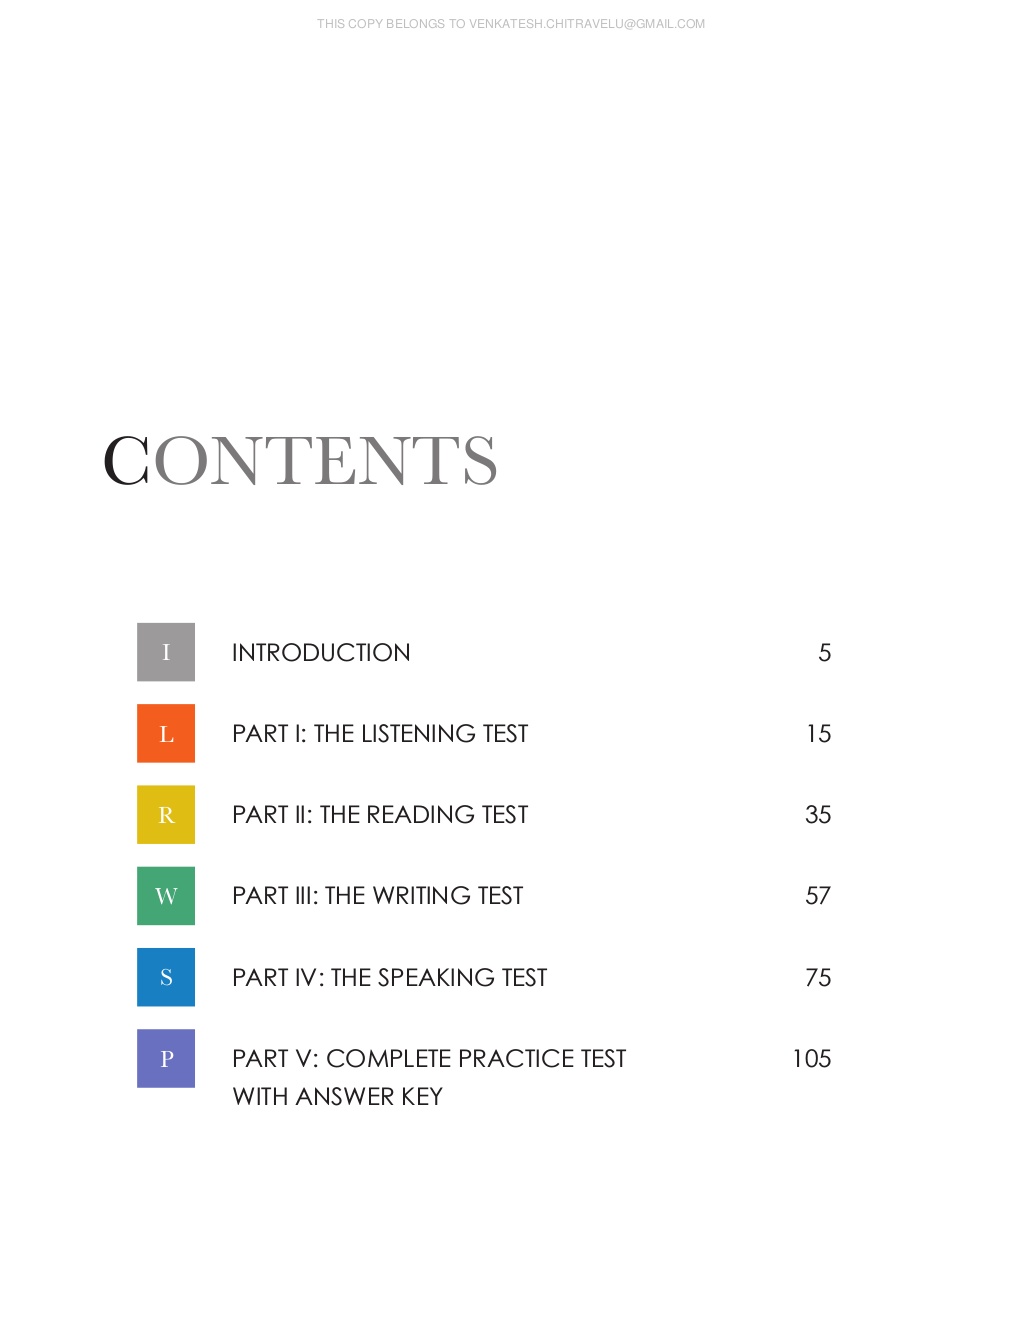 THIS COPY BELONGS TO VENKATESH.CHITRAVELU@GMAIL.COM
CONTENTS
I INTRODUCTION 5
L PART I: THE LISTENING TEST 15
R PART II: THE READING TEST 35
W PART III: THE WRITING TEST 57
S PART IV: THE SPEAKING TEST 75
P PART V: COMPLETE PRACTICE TEST 105
WITH ANSWER KEY